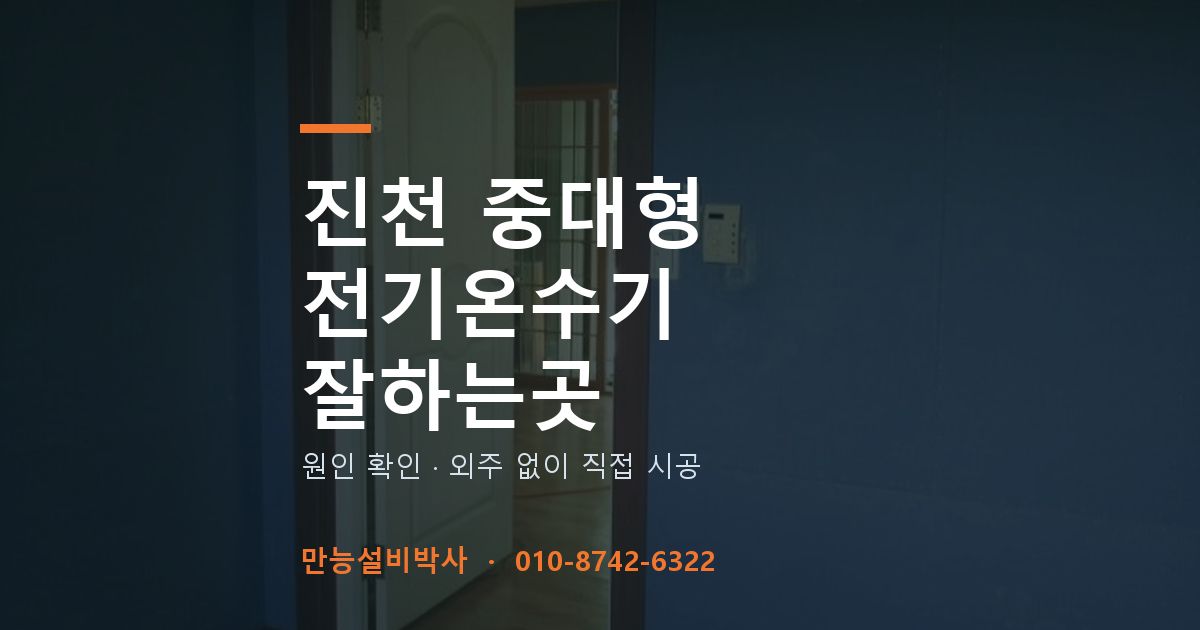 진천 중대형
전기온수기
잘하는곳
원인 확인 · 외주 없이 직접 시공
만능설비박사 · 010-8742-6322